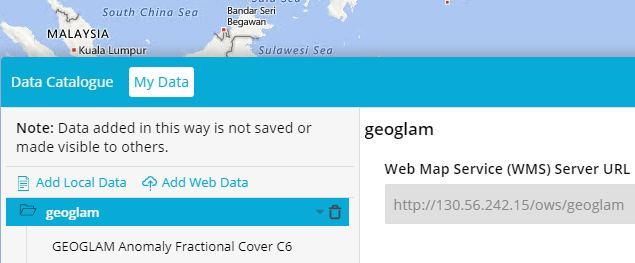 South China Sea
Bandar Seri
Begawan
MALAYSIA
Kuala Lumpur
Sulawesi Sea
Data Catalogue
My Data
Note: Data added in this way is not saved or
made visible to others.
Add Local Data
Add Web Data
geoglam
GEOGLAM Anomaly Fractional Cover C6
geoglam
Web Map Service (WMS) Server URL
http://130.56.242.15/ows/geoglam